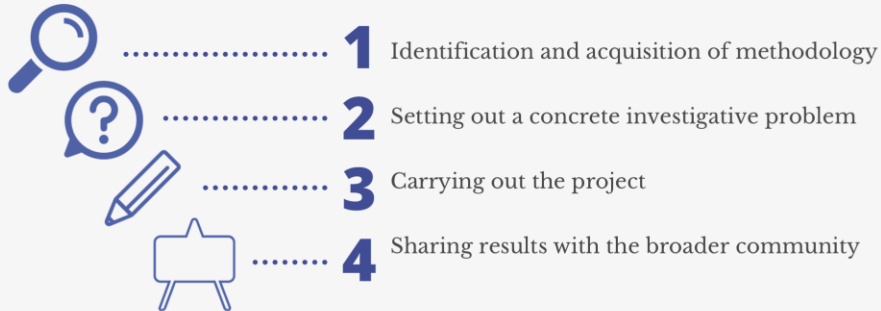 1 Identification and acquisition of methodology
2 Setting out a concrete investigative problem
3 Carrying out the project
4 Sharing results with the broader community